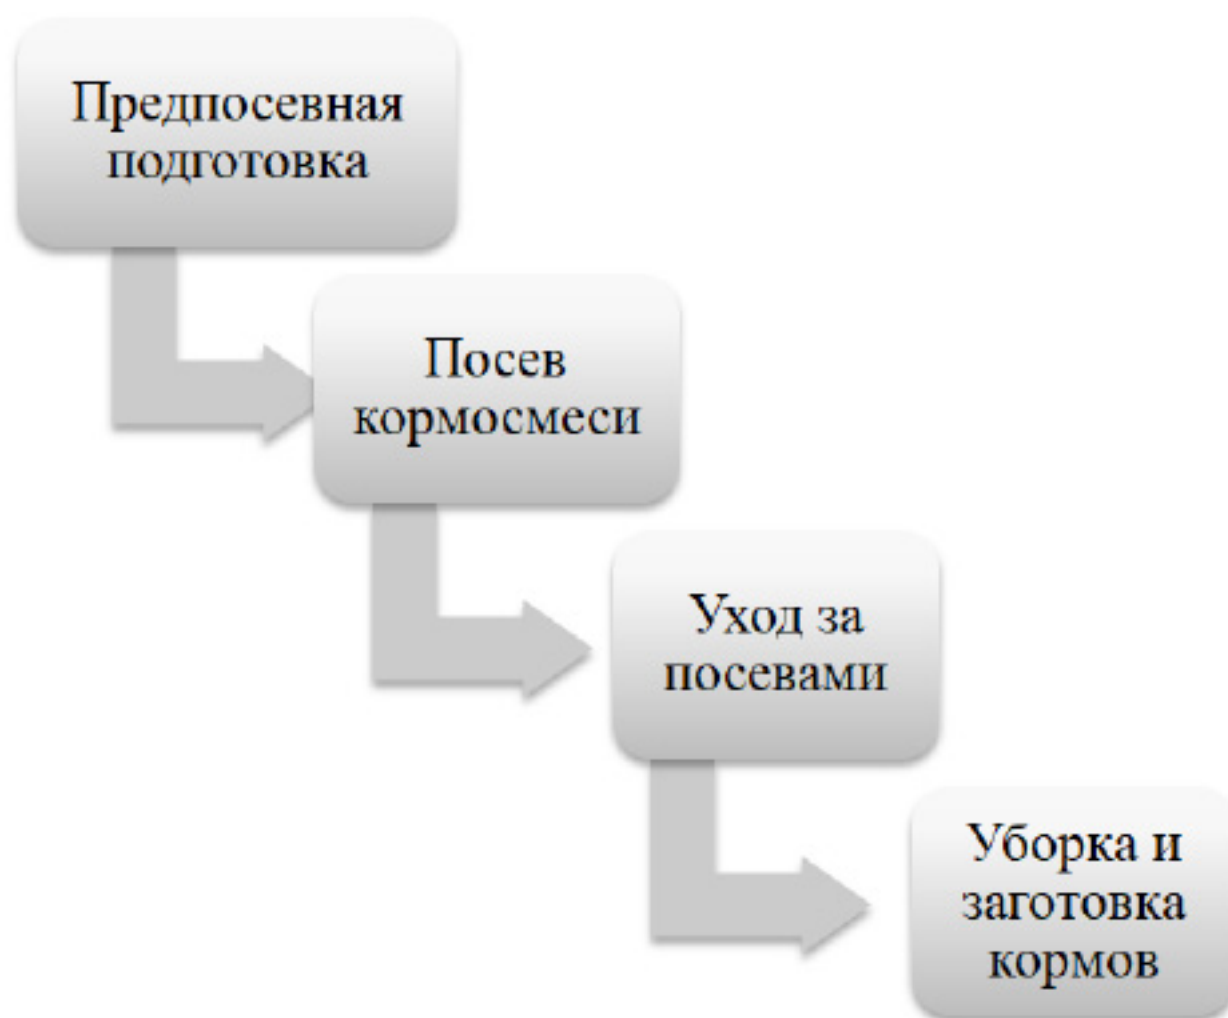 Предпосевная
подготовка
Посев
кормосмеси
Уход за
посевами
Уборка и
заготовка
кормов